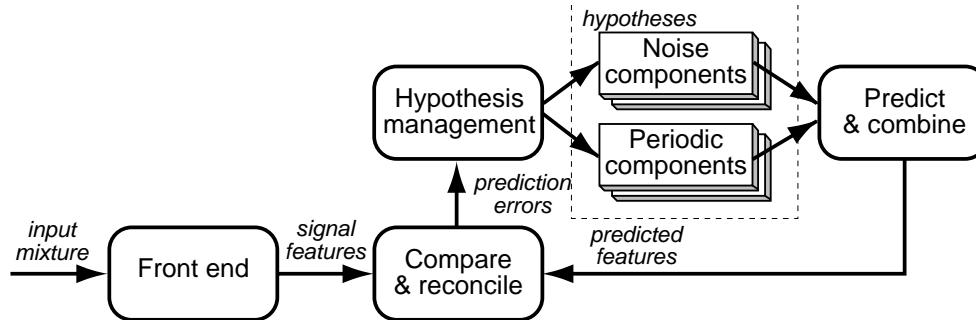 hypotheses
Noise
components
Hypothesis
management
Periodic
components
Predict
& combine
prediction
errors
input
mixture
Front end
signal
features
Compare
& reconcile
predicted
features